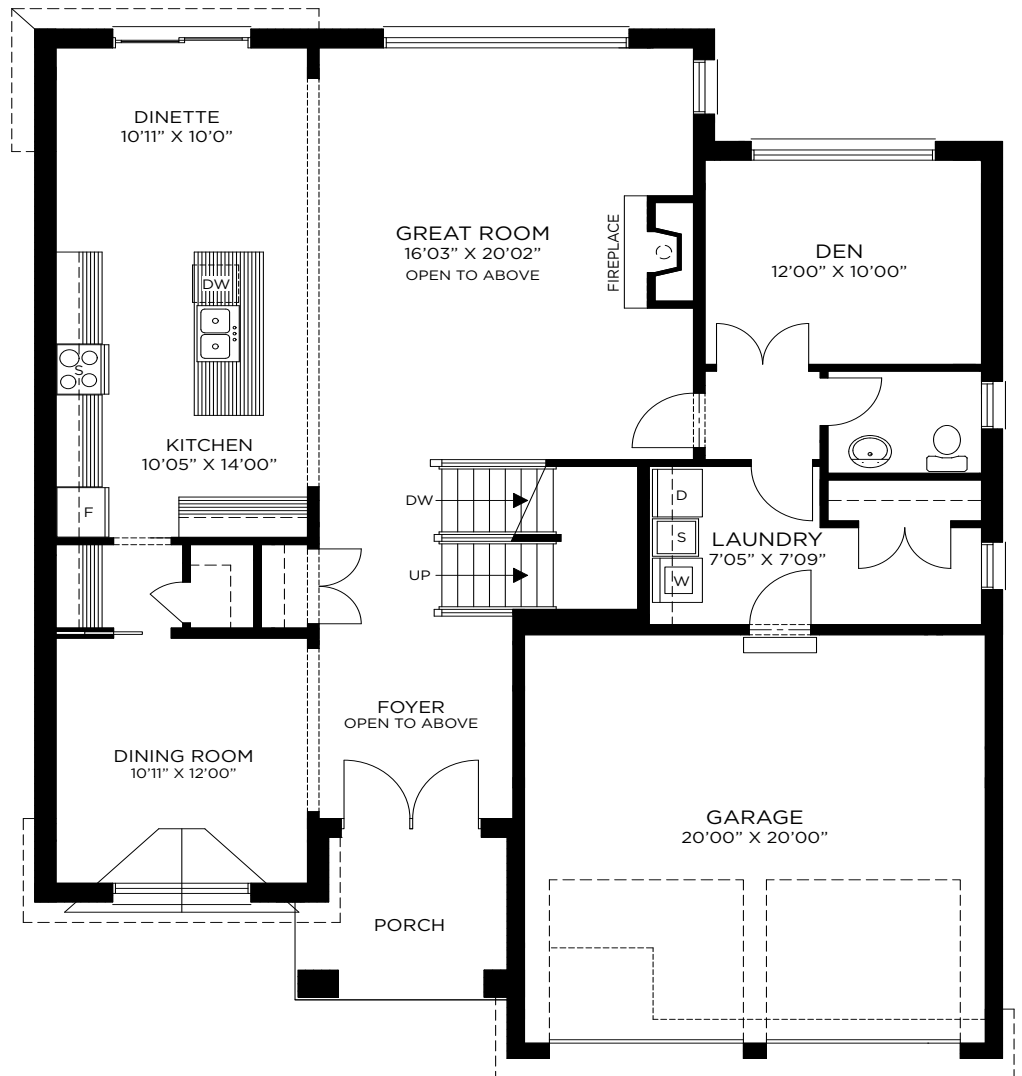 DINETTE
10'11” X 10'0”
GREAT ROOM
16'03” X 20'02”
OPEN TO ABOVE
FIREPLACE
DEN
12'00” X 10'00”
DW
S
KITCHEN
10'05” X 14'00”
F
DW
UP
D
S
W
LAUNDRY
7'05” X 7'09”
FOYER
OPEN TO ABOVE
DINING ROOM
10'11” X 12'00”
GARAGE
20'00” X 20'00”
PORCH